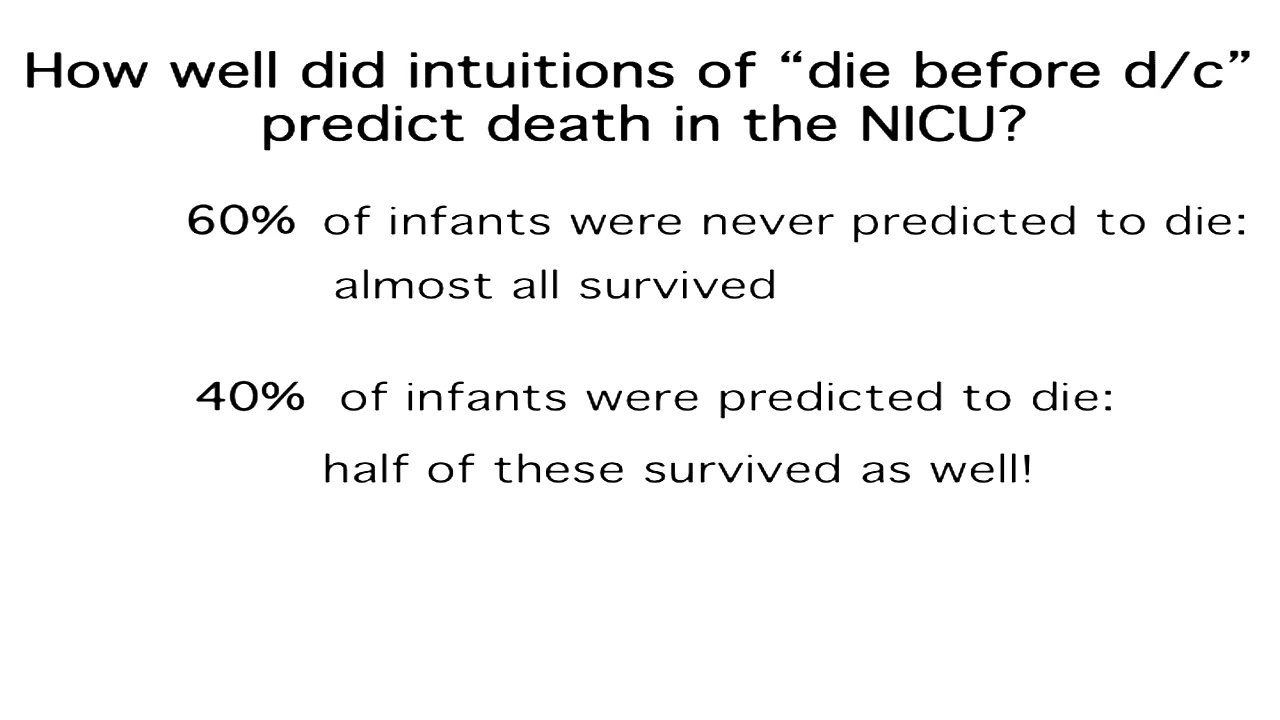 How well did intuitions of “die before d/c”
predict death in the NICU?
60% of infants were never predicted to die:
almost all survived
40% of infants were predicted to die:
half of these survived as well!